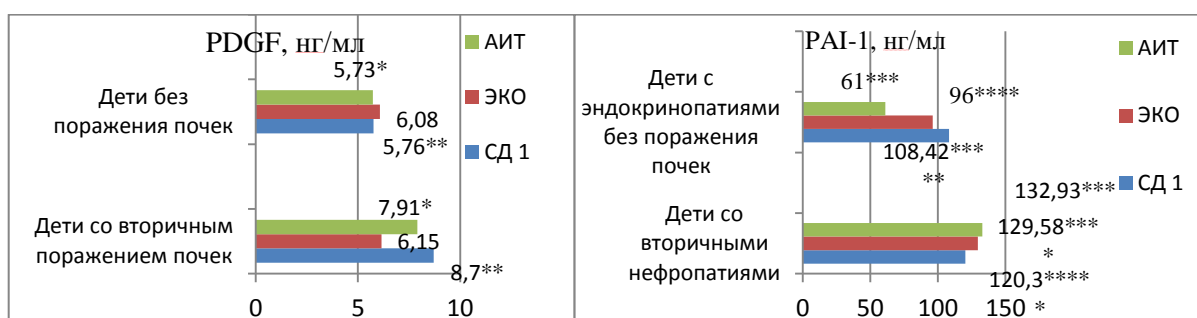 PDGF, нг/мл
АИТ
ЭКО
СД 1
Дети без
поражения почек
5,73*
6,08
5,76**
Дети со вторичным
поражением почек
7,91*
6,15
8,7**
0 5 10
PAI-1, нг/мл
АИТ
ЭКО
СД 1
Дети с
эндокринопатиями
без поражения
почек
61***
96****
108,42***
**
Дети со
вторичными
нефропатиями
132,93***
129,58***
*
120,3****
*
0 50 100 150